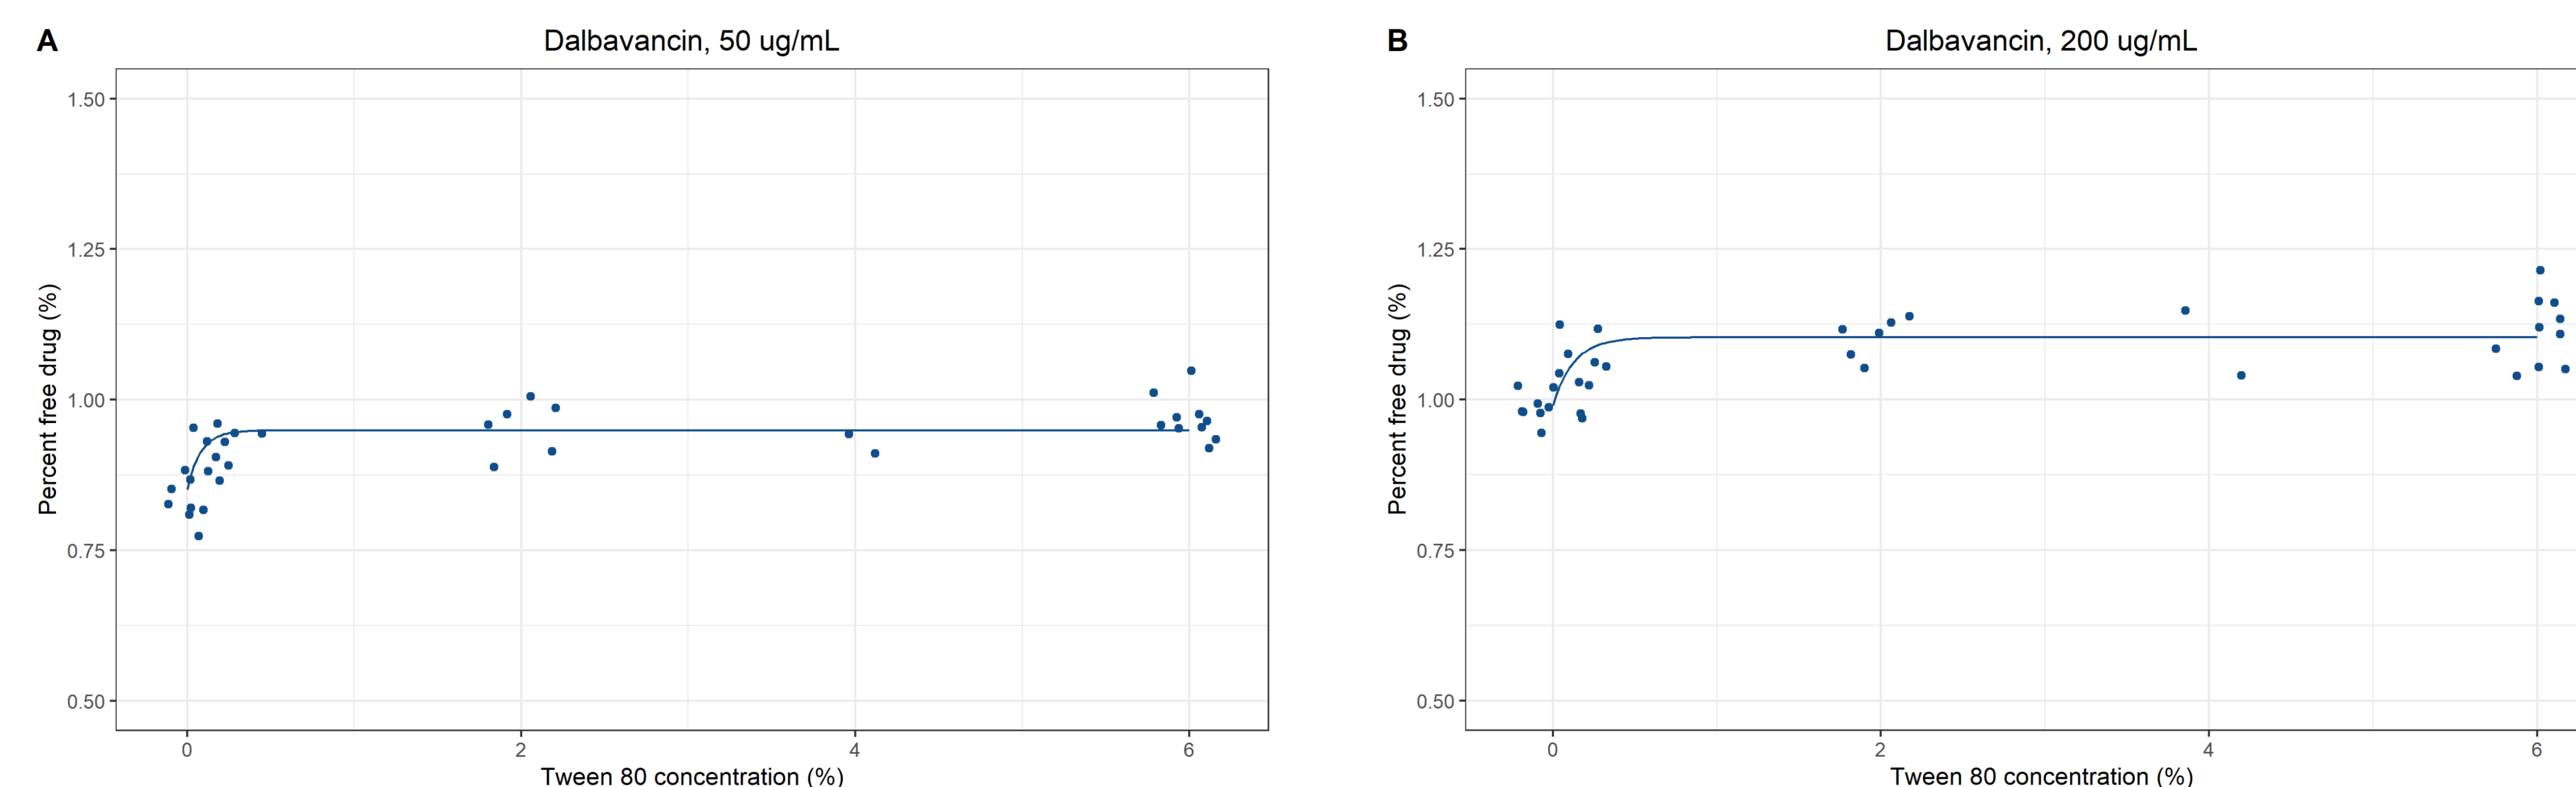 A
Dalbavancin, 50 ug/mL
1.50
1.25
1.00
0.75
0.50
Percent free drug (%)
0 2 4 6
Tween 80 concentration (%)
B
Dalbavancin, 200 ug/mL
1.50
1.25
1.00
0.75
0.50
Percent free drug (%)
0 2 4 6
Tween 80 concentration (%)